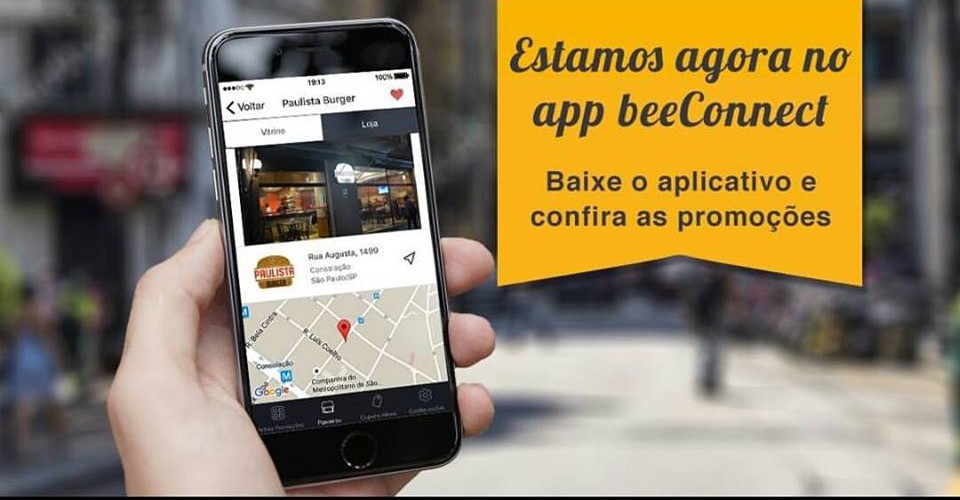 Estamos agora no
app beeConnect
Baixe o aplicativo e
confira as promoções
19:13
100%
Voltar
Paulista Burger
Vitrine
Loja
Rua Augusta, 1499
Consolação
São Paulo/SP
PAULISTA
BURGER
R. Bela Cintra
R. Luís Coelho
Consolação
M
Companhia do
Metropolitano de São...
Google
Parceiro
Configurações